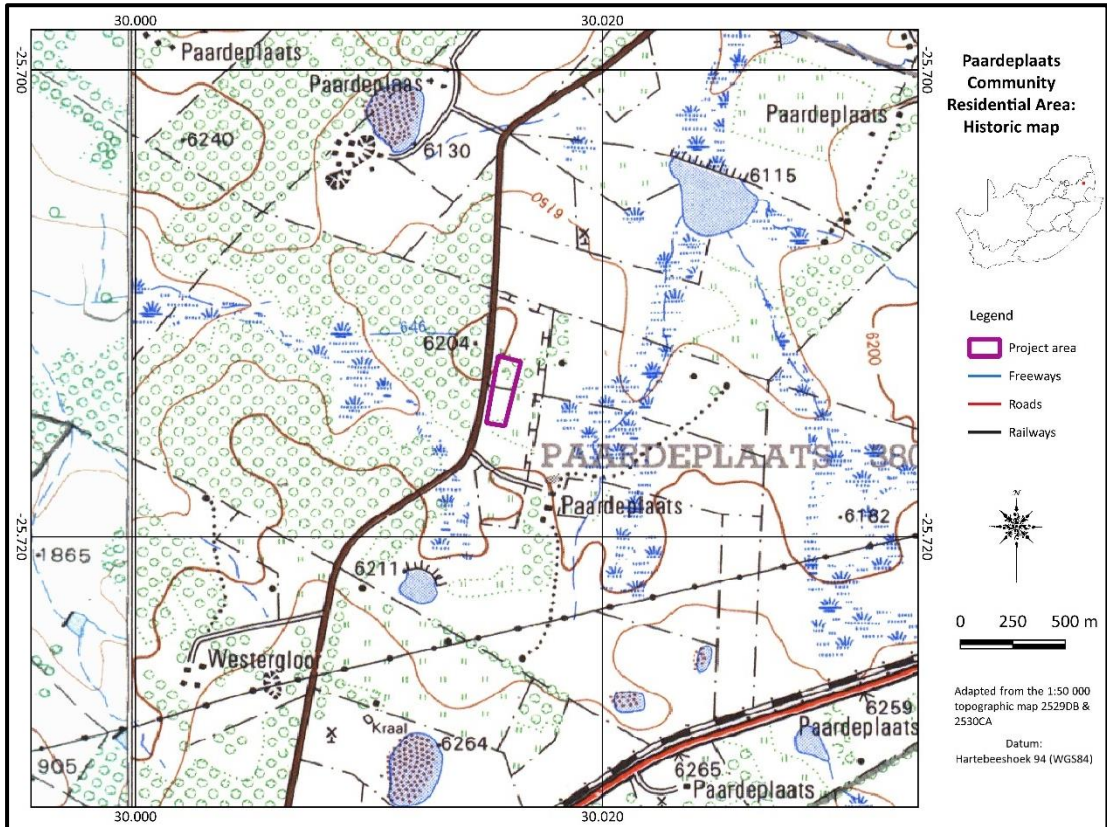 30.000
30.020
-25.700
-25.700
Paardeplaats
Paardeplaas
Paardeplaats
6240
6130
6115
6150
646
6204
6200
PAARDEPLAATS 380
Paardeplaats
6182
-25.720
-25.720
1865
6211
Westergloor
Kraal
6264
905
6259
Paardeplaats
6265
Paardeplaats
30.000
30.020
Paardeplaats
Community
Residential Area:
Historic map
Legend
Project area
Freeways
Roads
Railways
N
0 250 500 m
Adapted from the 1:50 000
topographic map 2529DB &
2530CA
Datum:
Hartebeeshoek 94 (WGS84)